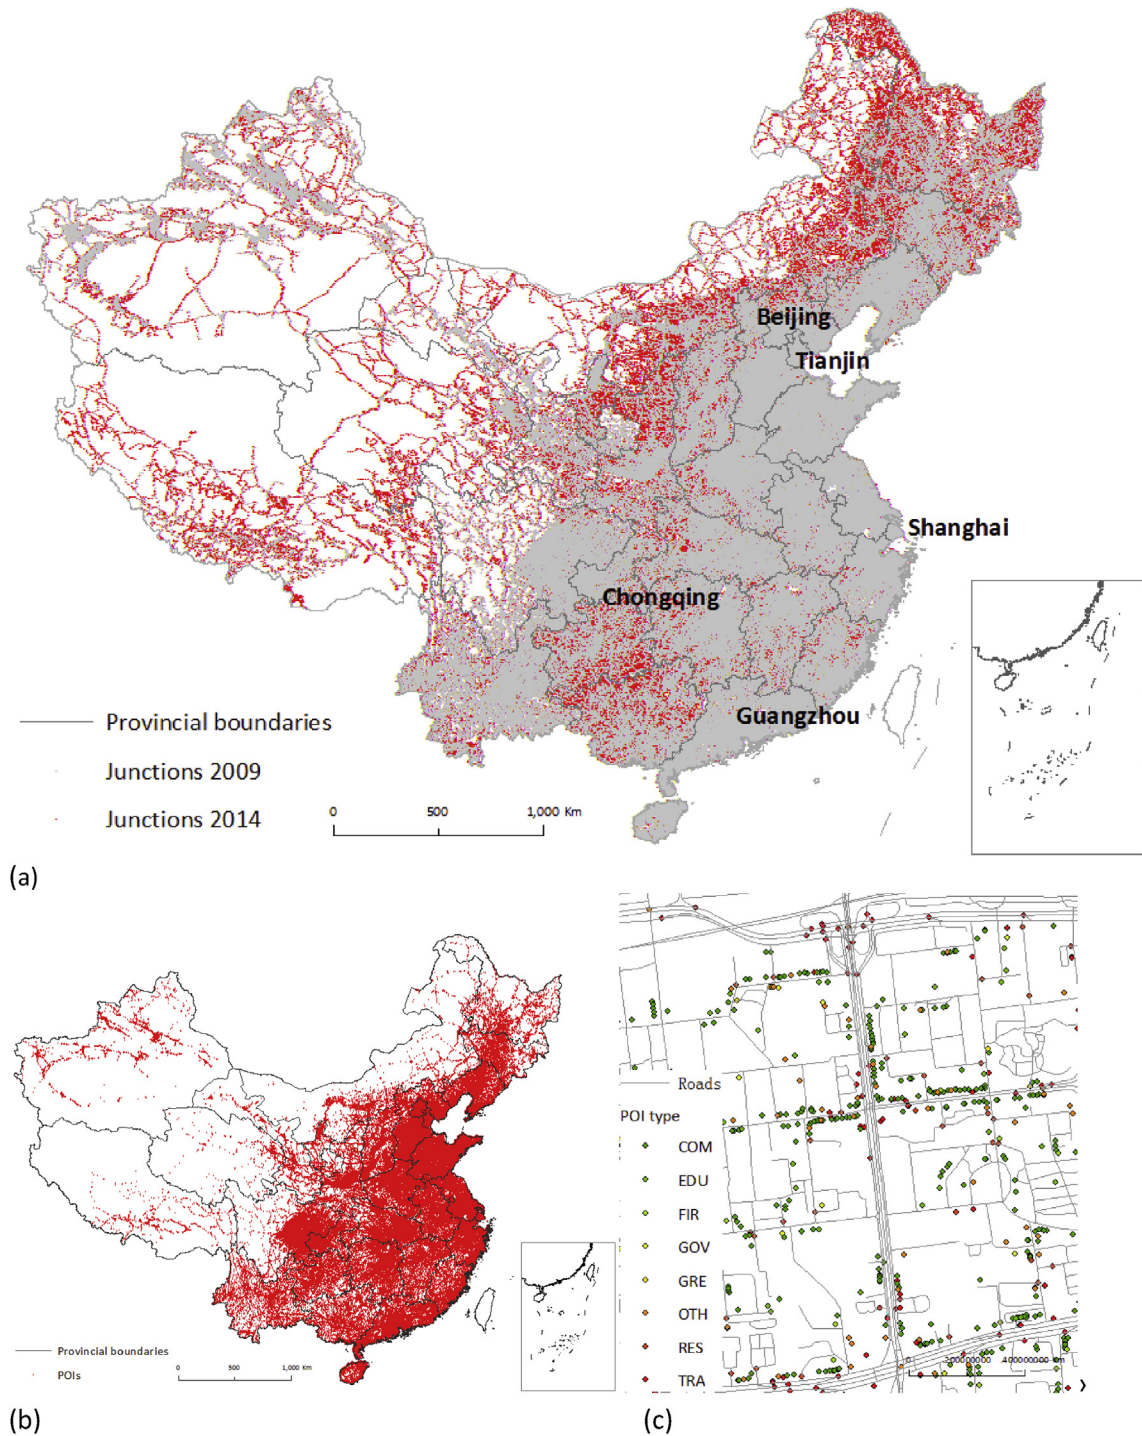 Beijing
Tianjin
Shanghai
Chongqing
Guangzhou
Provincial boundaries
Junctions 2009
Junctions 2014
0 500 1,000 Km
(a)
Roads
POI type
COM
EDU
FIR
GOV
GRE
OTH
RES
TRA
Provincial boundaries
POIs
0 500 1,000 Km
(b)
(c)